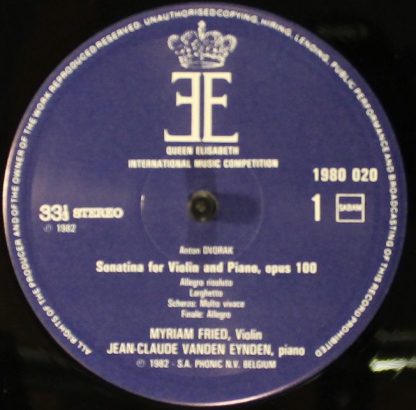 ALL RIGHTS OF THE PRODUCER AND OF THE OWNER OF THE WORK REPRODUCED RESERVED. UNAUTHORISED COPYING, HIRING, LENDING, PUBLIC PERFORMANCE AND BROADCASTING OF THIS RECORD PROHIBITED
QUEEN ELISABETH
INTERNATIONAL MUSIC COMPETITION
1980 020
33⅓ STEREO
1 SABAM
℗ 1982
Anton DVORAK
Sonatina for Violin and Piano, opus 100
Allegro risoluto
Larghetto
Scherzo: Molto vivace
Finale: Allegro
MYRIAM FRIED, Violin
JEAN-CLAUDE VANDEN EYNDEN, piano
℗ 1982 - S.A. PHONIC N.V. BELGIUM